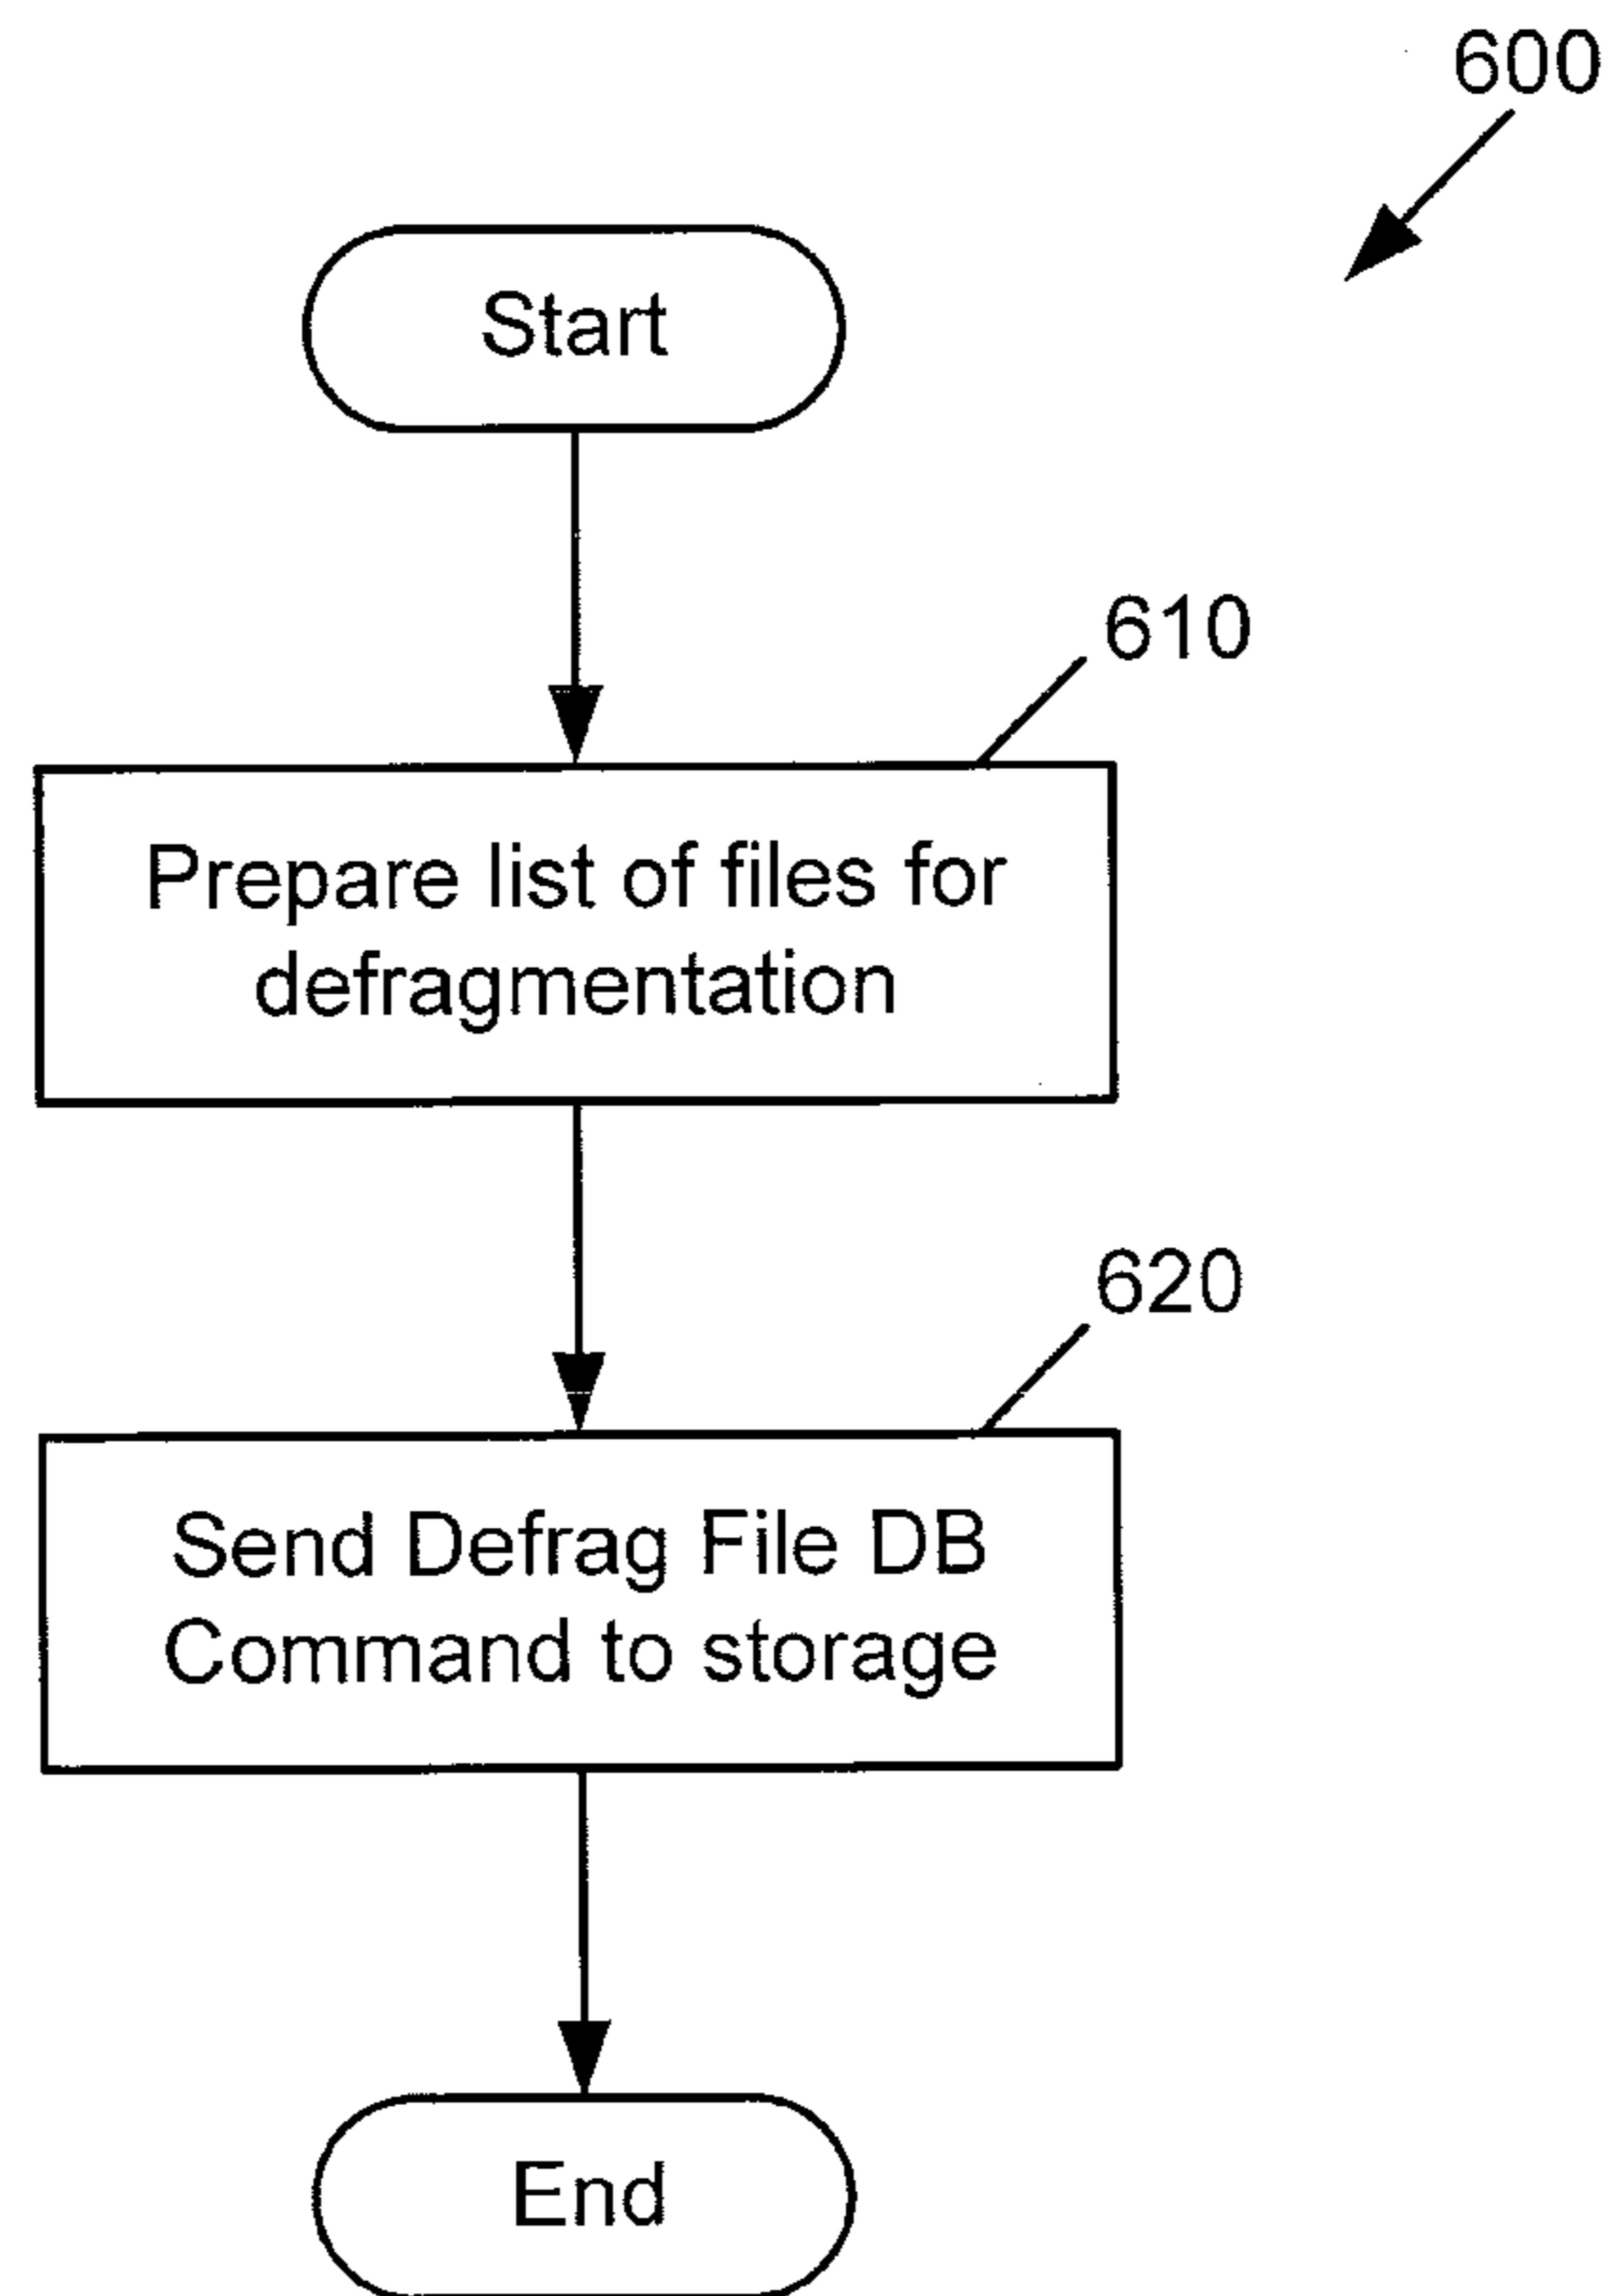 600
Start
610
Prepare list of files for
defragmentation
620
Send Defrag File DB
Command to storage
End